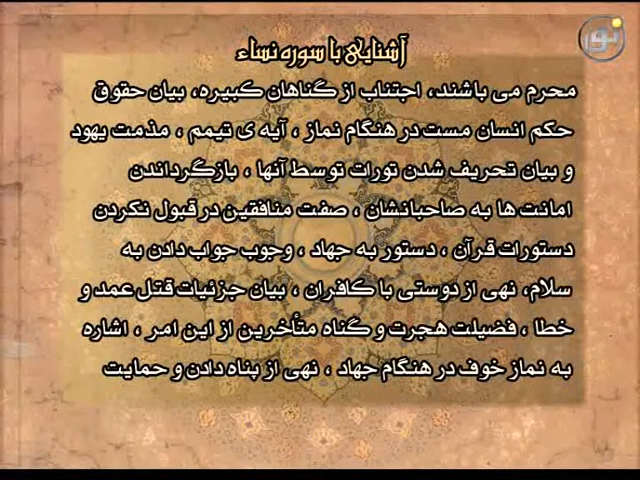 نور
آشنایی با سوره نساء
محرم می باشند، اجتناب از گناهان کبیره، بیان حقوق
حکم انسان مست در هنگام نماز ، آیه ی تیمم ، مذمت یهود
و بیان تحریف شدن تورات توسط آنها ، بازگرداندن
امانت ها به صاحبانشان ، صفت منافقین در قبول نکردن
دستورات قرآن ، دستور به جهاد ، وجوب جواب دادن به
سلام، نهی از دوستی با کافران ، بیان جزئیات قتل عمد و
خطا ، فضیلت هجرت و گناه متأخرین از این امر ، اشاره
به نماز خوف در هنگام جهاد ، نهی از پناه دادن و حمایت